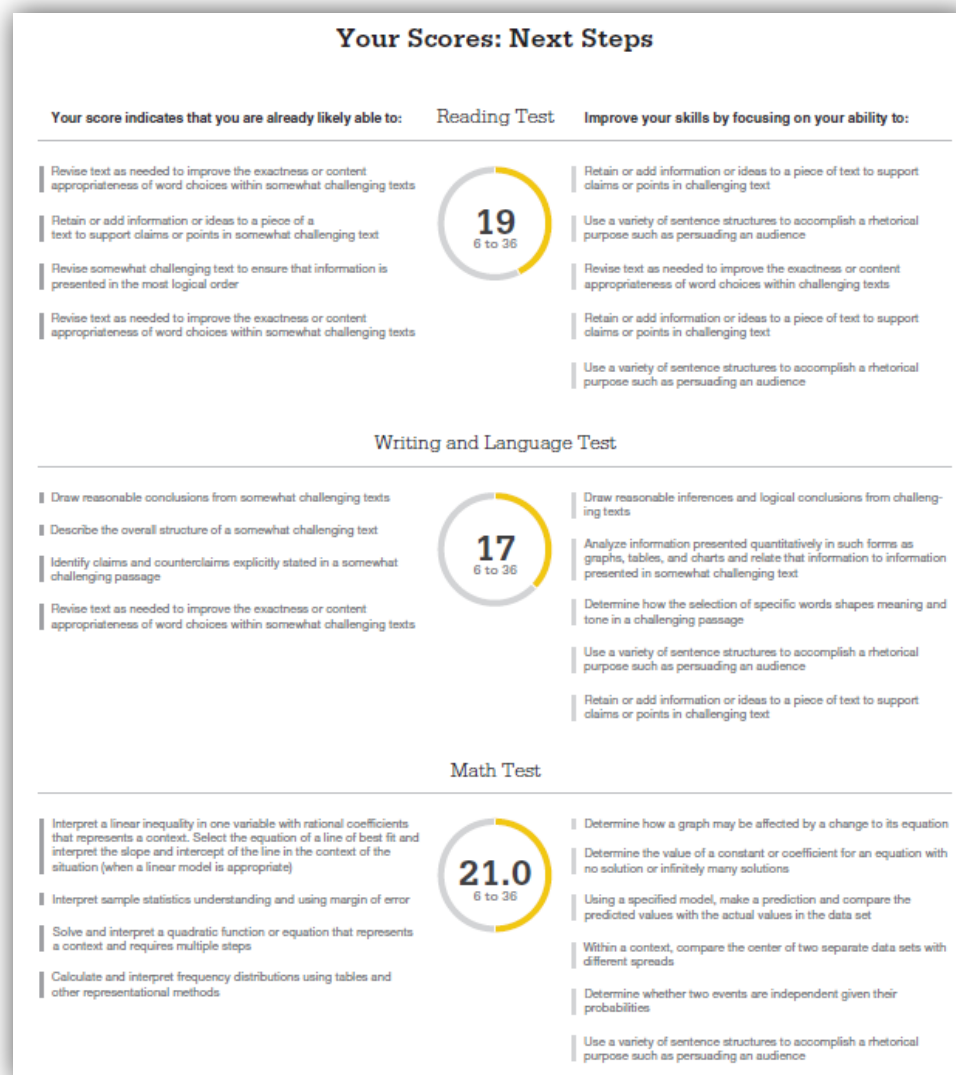 Your Scores: Next Steps
Your score indicates that you are already likely able to:
Reading Test
Improve your skills by focusing on your ability to:
Revise text as needed to improve the exactness or content
appropriateness of word choices within somewhat challenging texts
Retain or add information or ideas to a piece of a
text to support claims or points in somewhat challenging text
Revise somewhat challenging text to ensure that information is
presented in the most logical order
Revise text as needed to improve the exactness or content
appropriateness of word choices within somewhat challenging texts
19
6 to 36
Retain or add information or ideas to a piece of text to support
claims or points in challenging text
Use a variety of sentence structures to accomplish a rhetorical
purpose such as persuading an audience
Revise text as needed to improve the exactness or content
appropriateness of word choices within challenging texts
Retain or add information or ideas to a piece of text to support
claims or points in challenging text
Use a variety of sentence structures to accomplish a rhetorical
purpose such as persuading an audience
Writing and Language Test
Draw reasonable conclusions from somewhat challenging texts
Describe the overall structure of a somewhat challenging text
Identify claims and counterclaims explicitly stated in a somewhat
challenging passage
Revise text as needed to improve the exactness or content
appropriateness of word choices within somewhat challenging texts
17
6 to 36
Draw reasonable inferences and logical conclusions from challeng-
ing texts
Analyze information presented quantitatively in such forms as
graphs, tables, and charts and relate that information to information
presented in somewhat challenging text
Determine how the selection of specific words shapes meaning and
tone in a challenging passage
Use a variety of sentence structures to accomplish a rhetorical
purpose such as persuading an audience
Retain or add information or ideas to a piece of text to support
claims or points in challenging text
Math Test
Interpret a linear inequality in one variable with rational coefficients
that represents a context. Select the equation of a line of best fit and
interpret the slope and intercept of the line in the context of the
situation (when a linear model is appropriate)
Interpret sample statistics understanding and using margin of error
Solve and interpret a quadratic function or equation that represents
a context and requires multiple steps
Calculate and interpret frequency distributions using tables and
other representational methods
21.0
6 to 36
Determine how a graph may be affected by a change to its equation
Determine the value of a constant or coefficient for an equation with
no solution or infinitely many solutions
Using a specified model, make a prediction and compare the
predicted values with the actual values in the data set
Within a context, compare the center of two separate data sets with
different spreads
Determine whether two events are independent given their
probabilities
Use a variety of sentence structures to accomplish a rhetorical
purpose such as persuading an audience